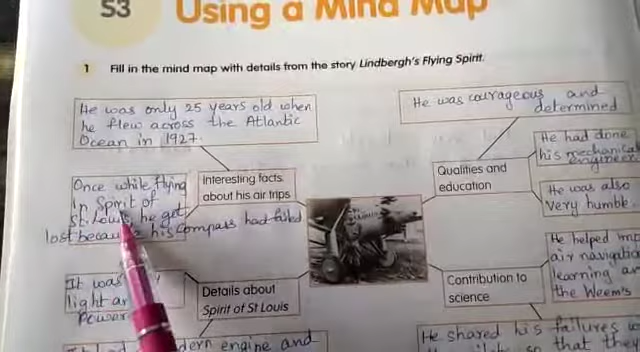 S3 Using a Mind Map
1 Fill in the mind map with details from the story Lindbergh's Flying Spirit.
He was only 25 years old when
he flew across the Atlantic
Ocean in 1927.
He was courageous and
determined
Once while flying
in Spirit of
St. Louis he got
lost because his compass had failed
Interesting facts
about his air trips
Qualities and
education
He had done
his mechanical
engineer
He was also
very humble.
It was
light
Power
Details about
Spirit of St Louis
Contribution to
science
He helped
air navigation
learning
the Weem's
engine and
He shared his failures
so that they